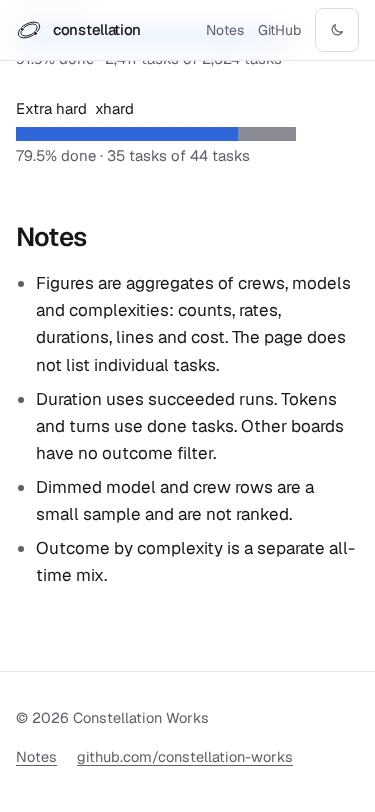 constellation
Notes
GitHub
Extra hard xhard
79.5% done · 35 tasks of 44 tasks
Notes
Figures are aggregates of crews, models
and complexities: counts, rates,
durations, lines and cost. The page does
not list individual tasks.
Duration uses succeeded runs. Tokens
and turns use done tasks. Other boards
have no outcome filter.
Dimmed model and crew rows are a
small sample and are not ranked.
Outcome by complexity is a separate all-
time mix.
© 2026 Constellation Works
Notes
github.com/constellation-works